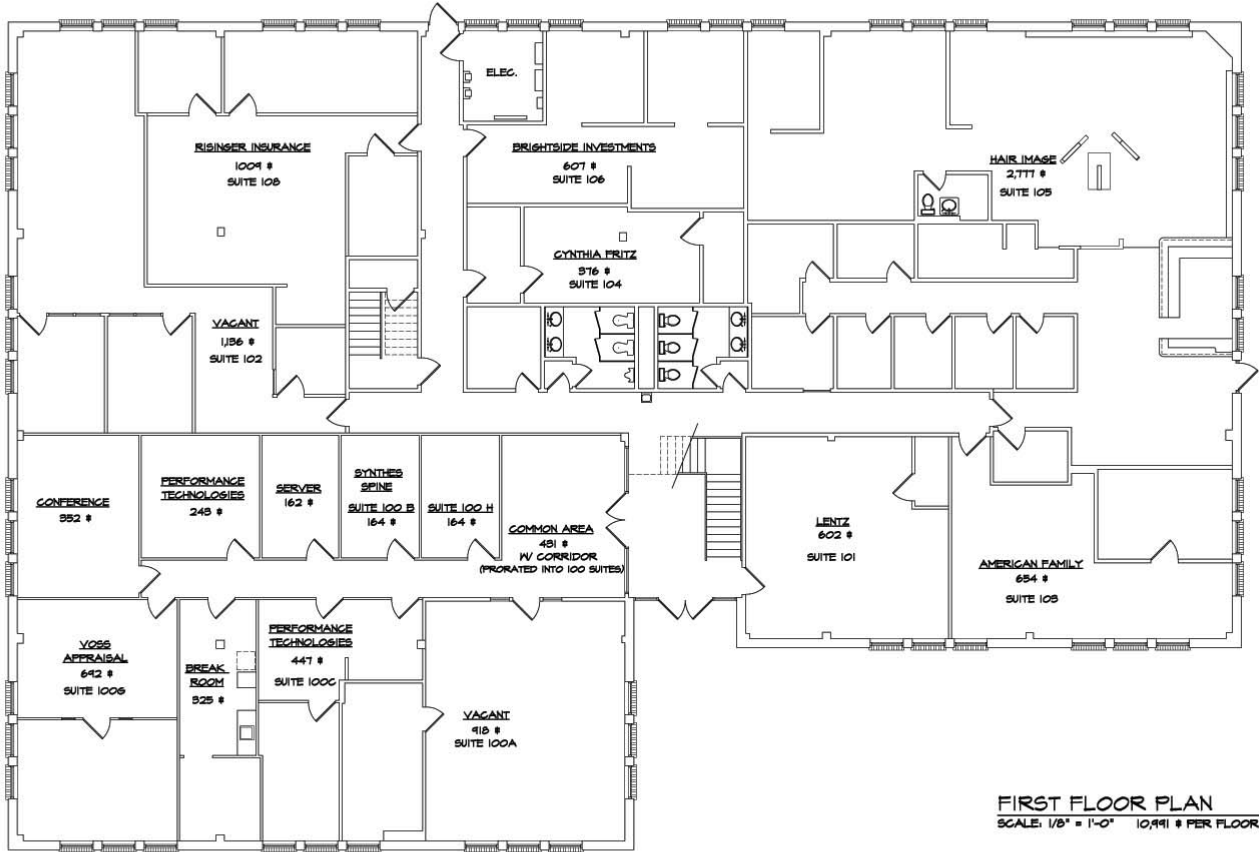 ELEC.
RISINGER INSURANCE
1009 #
SUITE 108
BRIGHTSIDE INVESTMENTS
607 #
SUITE 106
HAIR IMAGE
2,777 #
SUITE 105
CYNTHIA FRITZ
376 #
SUITE 104
VACANT
1,136 #
SUITE 102
CONFERENCE
352 #
PERFORMANCE
TECHNOLOGIES
243 #
SERVER
162 #
SYNTHES
SPINE
SUITE 100 B
164 #
SUITE 100 H
164 #
COMMON AREA
431 #
W/ CORRIDOR
(PRORATED INTO 100 SUITES)
LENTZ
602 #
SUITE 101
AMERICAN FAMILY
654 #
SUITE 103
VOSS
APPRAISAL
692 #
SUITE 100G
BREAK
ROOM
325 #
PERFORMANCE
TECHNOLOGIES
447 #
SUITE 100C
VACANT
918 #
SUITE 100A
FIRST FLOOR PLAN
SCALE: 1/8" = 1'-0" 10,991 # PER FLOOR